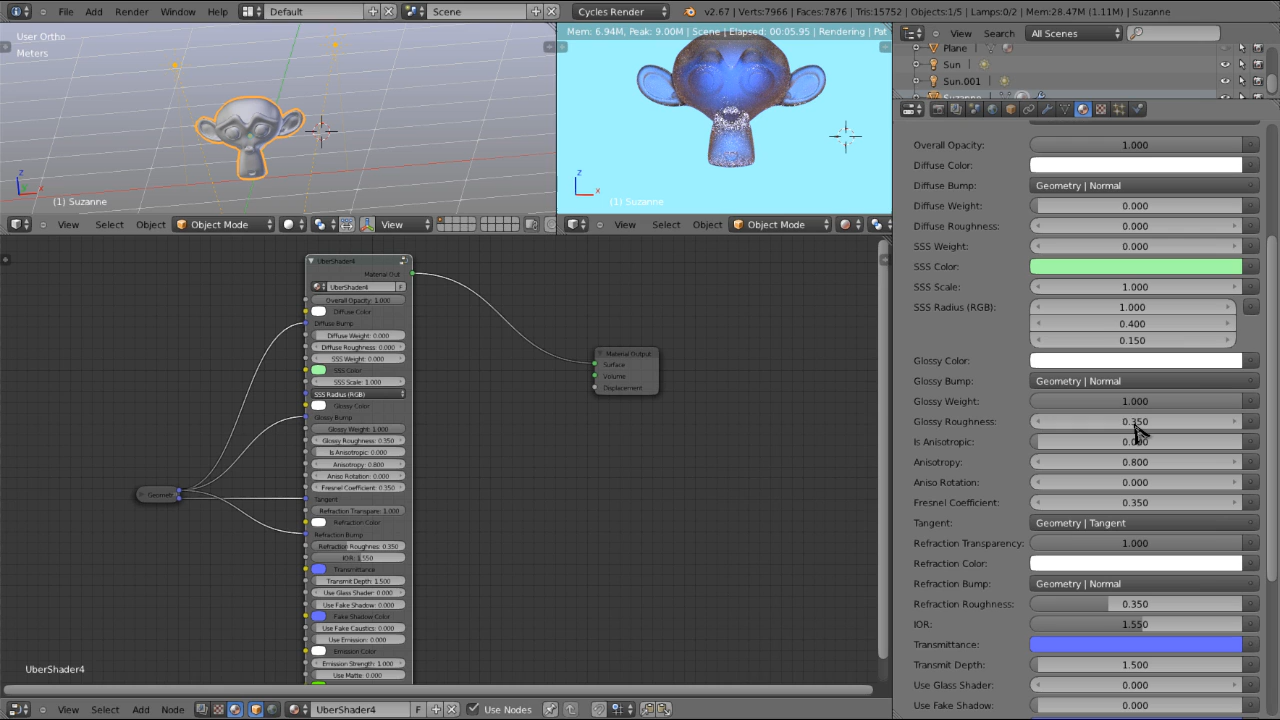 File Add Render Window Help Default Scene Cycles Render v2.67 | Verts:7966 | Faces:7876 | Tris:15752 | Objects:1/5 | Lamps:0/2 | Mem:28.47M (1.11M) | Suzanne
User Ortho
Meters
(1) Suzanne
View Select Object Object Mode View
Mem: 6.94M, Peak: 9.00M | Scene | Elapsed: 00:05.95 | Rendering | Pat
(1) Suzanne
View Select Object Object Mode
View Search All Scenes
Plane
Sun
Sun.001
Overall Opacity: 1.000
Diffuse Color:
Diffuse Bump: Geometry | Normal
Diffuse Weight: 0.000
Diffuse Roughness: 0.000
SSS Weight: 0.000
SSS Color:
SSS Scale: 1.000
SSS Radius (RGB): 1.000
0.400
0.150
Glossy Color:
Glossy Bump: Geometry | Normal
Glossy Weight: 1.000
Glossy Roughness: 0.350
Is Anisotropic:
Anisotropy: 0.800
Aniso Rotation: 0.000
Fresnel Coefficient: 0.350
Tangent: Geometry | Tangent
Refraction Transparency: 1.000
Refraction Color:
Refraction Bump: Geometry | Normal
Refraction Roughness: 0.350
IOR: 1.550
Transmittance:
Transmit Depth: 1.500
Use Glass Shader: 0.000
Use Fake Shadow: 0.000
UberShader4
Material Out
UberShader4 F
Overall Opacity: 1.000
Diffuse Color
Diffuse Bump
Diffuse Weight: 0.000
Diffuse Roughness: 0.000
SSS Weight: 0.000
SSS Color
SSS Scale: 1.000
SSS Radius (RGB)
Glossy Color
Glossy Bump
Glossy Weight: 1.000
Glossy Roughness: 0.350
Is Anisotropic: 0.000
Anisotropy: 0.800
Aniso Rotation: 0.000
Fresnel Coefficient: 0.350
Tangent
Refraction Transpare: 1.000
Refraction Color
Refraction Bump
Refraction Roughnes: 0.350
IOR: 1.550
Transmittance
Transmit Depth: 1.500
Use Glass Shader: 0.000
Use Fake Shadow: 0.000
Fake Shadow Color
Use Fake Caustics: 0.000
Use Emission: 0.000
Emission Color
Emission Strength: 1.000
Use Matte: 0.000
Geometr
Material Output
Surface
Volume
Displacement
UberShader4
View Select Add Node UberShader4 F Use Nodes